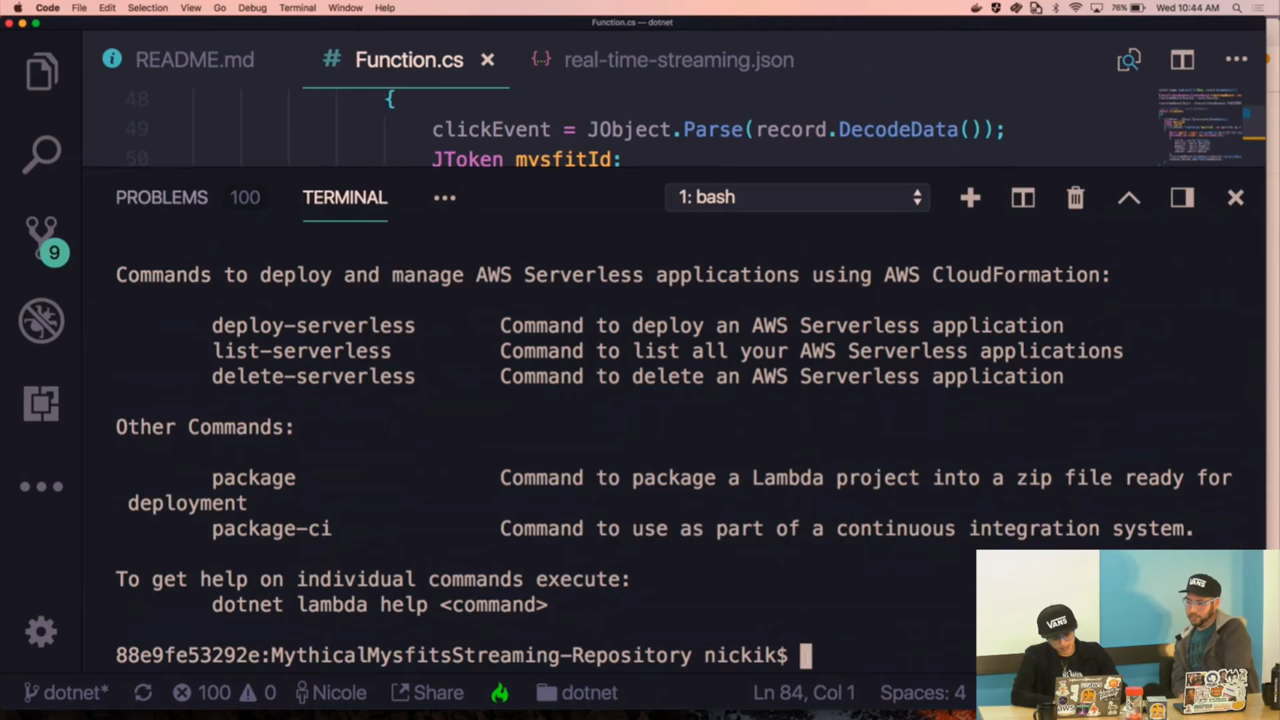 Code File Edit Selection View Go Debug Terminal Window Help 76% Wed 10:44 AM
Function.cs — dotnet
README.md # Function.cs real-time-streaming.json
48 {
49 clickEvent = JObject.Parse(record.DecodeData());
50 JToken mysfitId;
PROBLEMS 100 TERMINAL 1: bash
Commands to deploy and manage AWS Serverless applications using AWS CloudFormation:
deploy-serverless Command to deploy an AWS Serverless application
list-serverless Command to list all your AWS Serverless applications
delete-serverless Command to delete an AWS Serverless application
Other Commands:
package Command to package a Lambda project into a zip file ready for
deployment
package-ci Command to use as part of a continuous integration system.
To get help on individual commands execute:
dotnet lambda help <command>
88e9fe53292e:MythicalMysfitsStreaming-Repository nickik$
9
VANS
VANS
dotnet* 100 0 Nicole Share dotnet Ln 84, Col 1 Spaces: 4